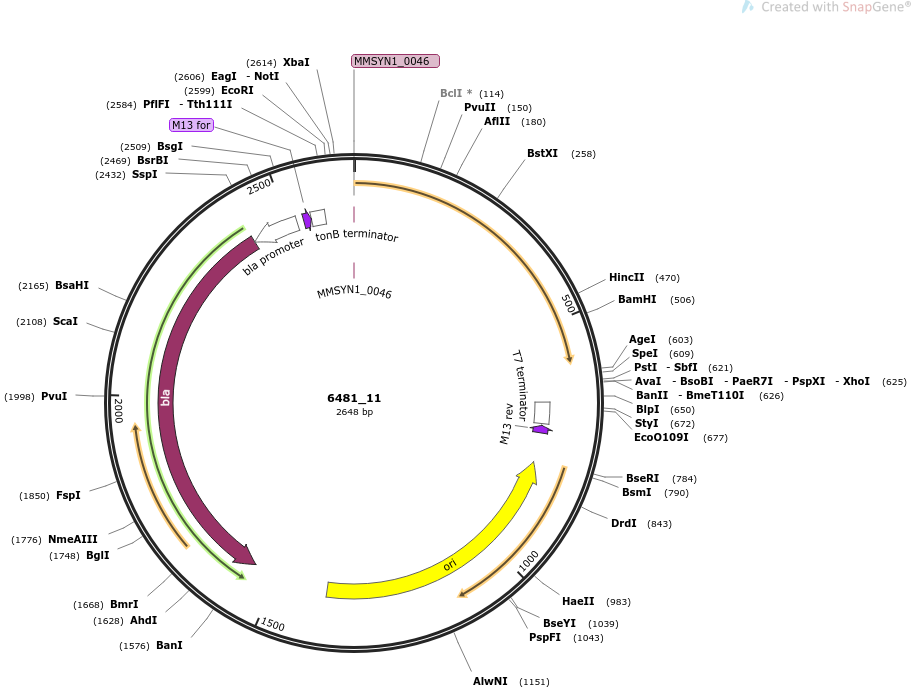 Created with SnapGene®
(2614) XbaI
MMSYN1_0046
(2606) EagI - NotI
(2599) EcoRI
(2584) PflFI - Tth111I
M13 for
(2509) BsgI
(2469) BsrBI
(2432) SspI
BclI * (114)
PvuII (150)
AflII (180)
BstXI (258)
2500
bla promoter
tonB terminator
MMSYN1_0046
HincII (470)
BamHI (506)
500
(2165) BsaHI
(2108) ScaI
(1998) PvuI
2000
bla
6481_11
2648 bp
T7 terminator
M13 rev
AgeI (603)
SpeI (609)
PstI - SbfI (621)
AvaI - BsoBI - PaeR7I - PspXI - XhoI (625)
BanII - BmeT110I (626)
BlpI (650)
StyI (672)
EcoO109I (677)
BseRI (784)
BsmI (790)
DrdI (843)
(1850) FspI
(1776) NmeAIII
(1748) BglI
(1668) BmrI
(1628) AhdI
(1576) BanI
1500
ori
1000
HaeII (983)
BseYI (1039)
PspFI (1043)
AlwNI (1151)